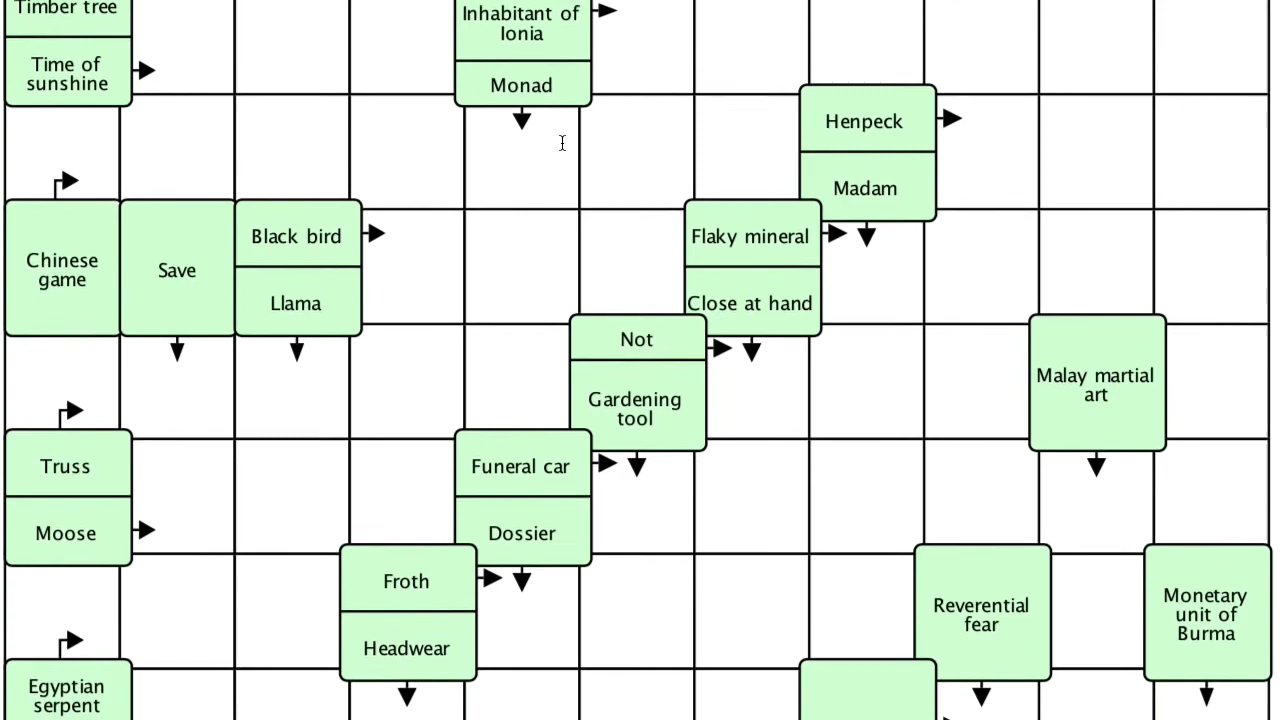 Timber tree
Time of
sunshine
Inhabitant of
Ionia
Monad
Henpeck
Madam
Chinese
game
Save
Black bird
Llama
Flaky mineral
Close at hand
Not
Gardening
tool
Malay martial
art
Truss
Moose
Funeral car
Dossier
Froth
Headwear
Reverential
fear
Monetary
unit of
Burma
Egyptian
serpent